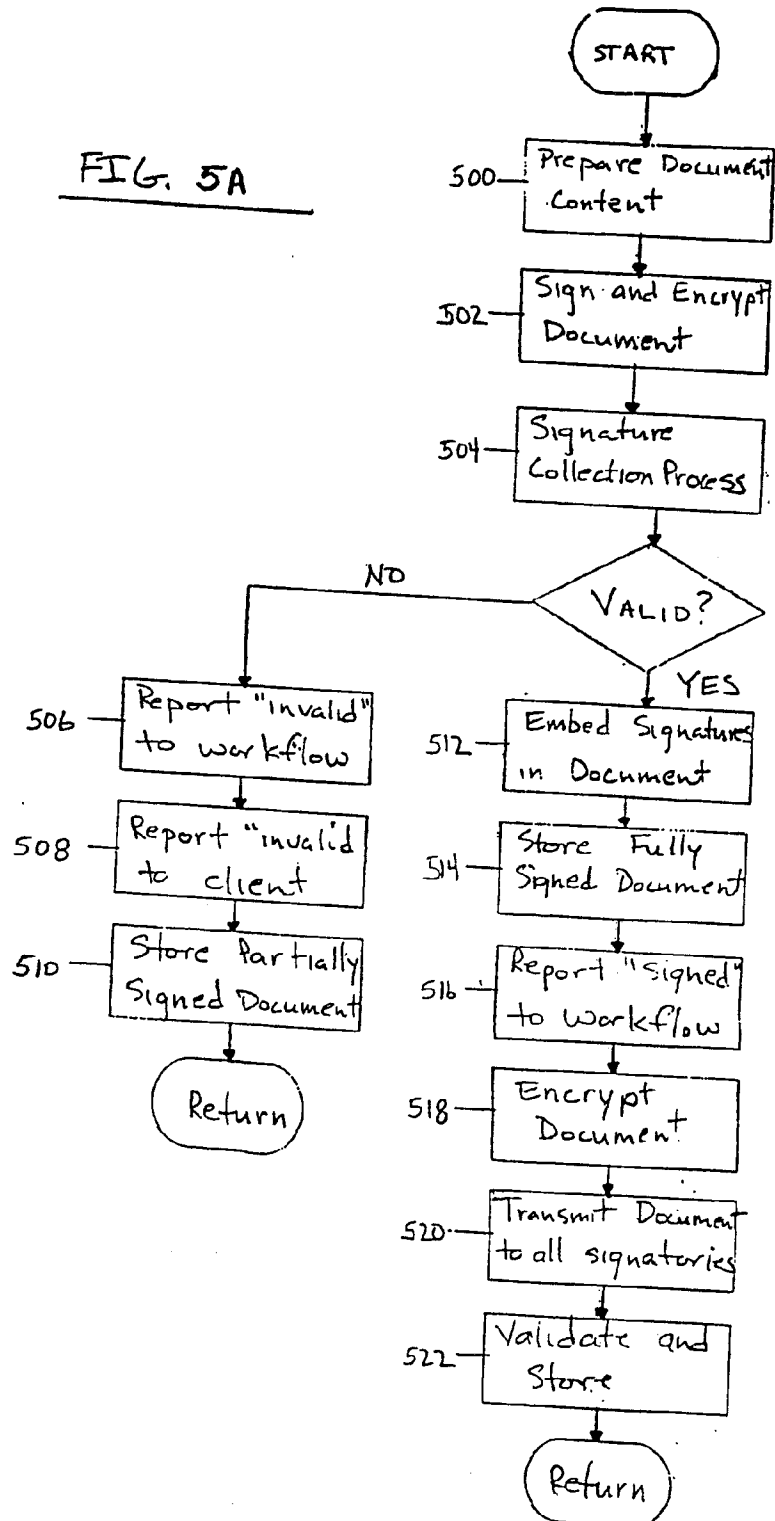 START
FIG. 5A
500
Prepare Document
Content
502
Sign and Encrypt
Document
504
Signature
Collection Process
VALID?
NO
YES
506
Report "invalid"
to workflow
508
Report "invalid
to client
510
Store Partially
Signed Document
Return
512
Embed Signatures
in Document
514
Store Fully
Signed Document
516
Report "Signed"
to workflow
518
Encrypt
Document
520
Transmit Document
to all signatories
522
Validate and
Store
Return